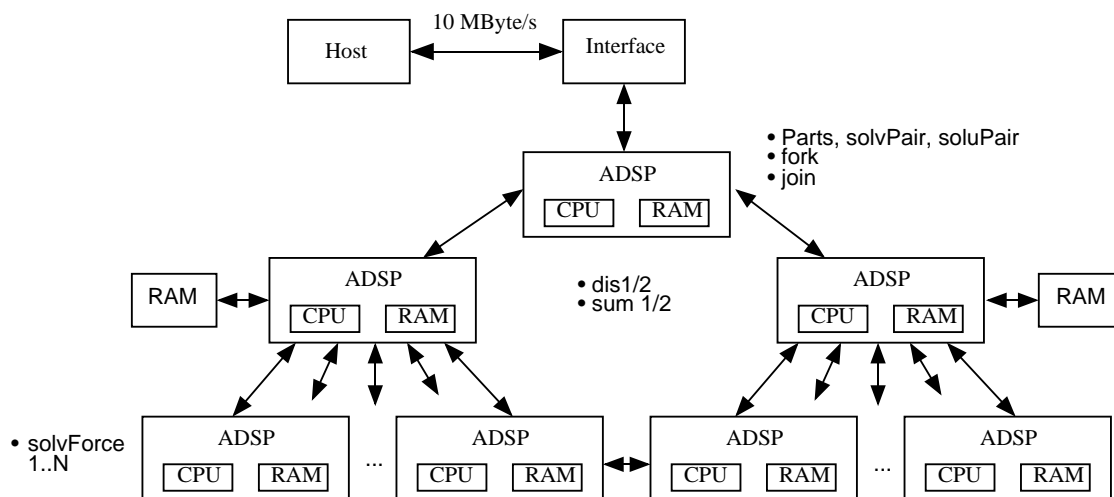 10 MByte/s
Host
Interface
• Parts, solvPair, soluPair
• fork
• join
ADSP
CPU RAM
ADSP
• dis1/2
• sum 1/2
ADSP
RAM
CPU RAM
CPU RAM
RAM
• solvForce
1..N
ADSP
ADSP
ADSP
ADSP
CPU RAM
...
CPU RAM
CPU RAM
...
CPU RAM